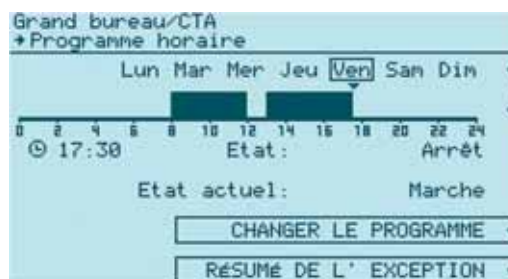 Grand bureau/CTA
→Programme horaire
Lun Mar Mer Jeu Ven Sam Dim
0 2 4 6 8 10 12 14 16 18 20 22 24
17:30 Etat: Arrêt
Etat actuel: Marche
CHANGER LE PROGRAMME
RéSUMé DE L' EXCEPTION